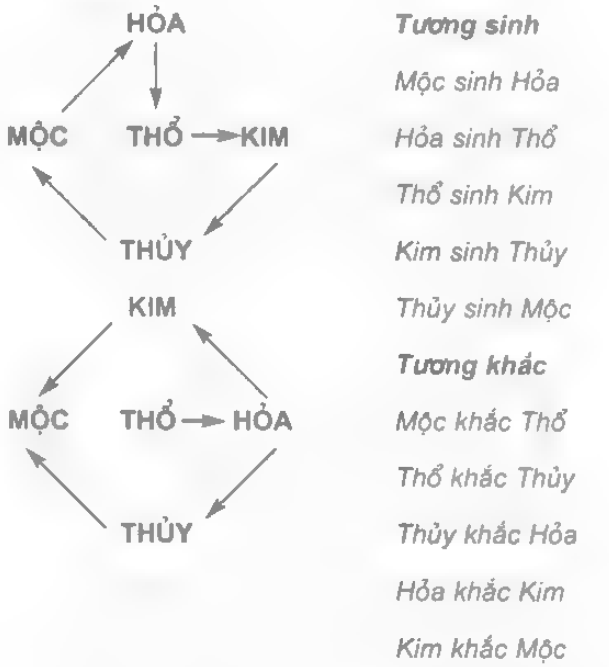 HỎA
MỘC THỔ KIM
THỦY
KIM
MỘC THỔ HỎA
THỦY
Tương sinh
Mộc sinh Hỏa
Hỏa sinh Thổ
Thổ sinh Kim
Kim sinh Thủy
Thủy sinh Mộc
Tương khắc
Mộc khắc Thổ
Thổ khắc Thủy
Thủy khắc Hỏa
Hỏa khắc Kim
Kim khắc Mộc